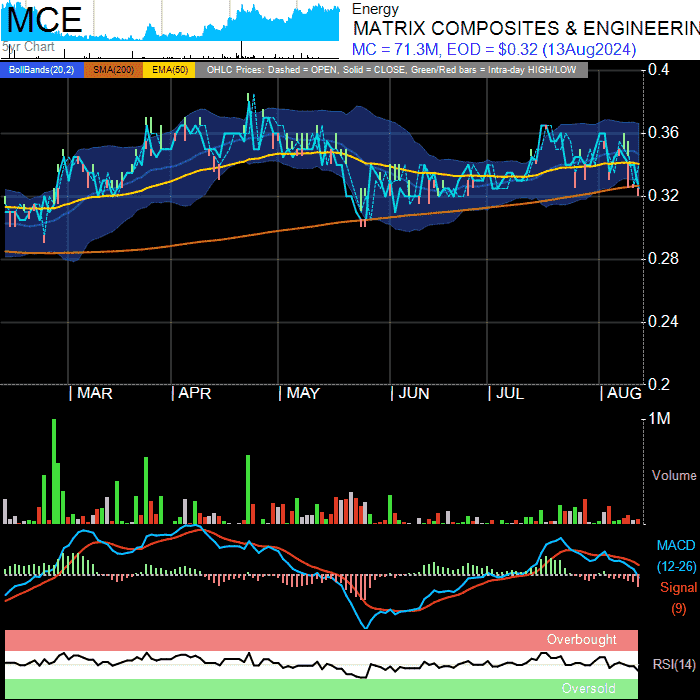 MCE
5yr Chart
Energy
MATRIX COMPOSITES & ENGINEERIN
MC = 71.3M, EOD = $0.32 (13Aug2024)
BollBands(20,2) SMA(200) EMA(50) OHLC Prices: Dashed = OPEN, Solid = CLOSE, Green/Red bars = Intra-day HIGH/LOW
0.4
0.36
0.32
0.28
0.24
0.2
| MAR | APR | MAY | JUN | JUL | AUG
1M
Volume
MACD
(12-26)
Signal
(9)
Overbought
RSI(14)
Oversold